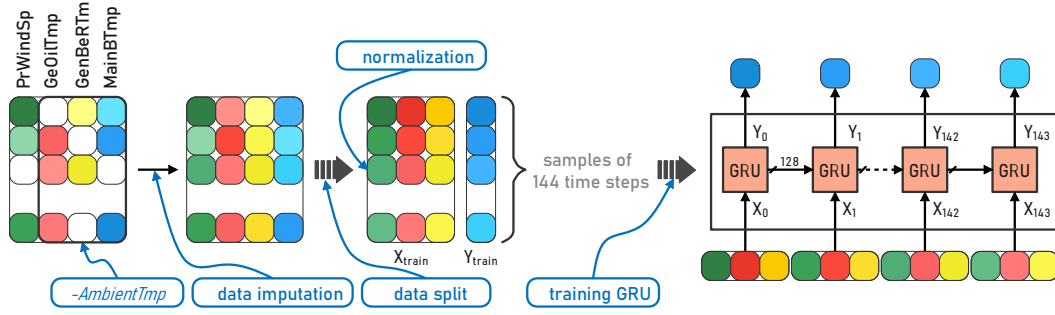 PrWindSp
GeOilTmp
GenBeRTm
MainBTmp
normalization
samples of
144 time steps
X_train
Y_train
-AmbientTmp
data imputation
data split
training GRU
Y_0
Y_1
Y_142
Y_143
GRU
128
GRU
GRU
GRU
X_0
X_1
X_142
X_143